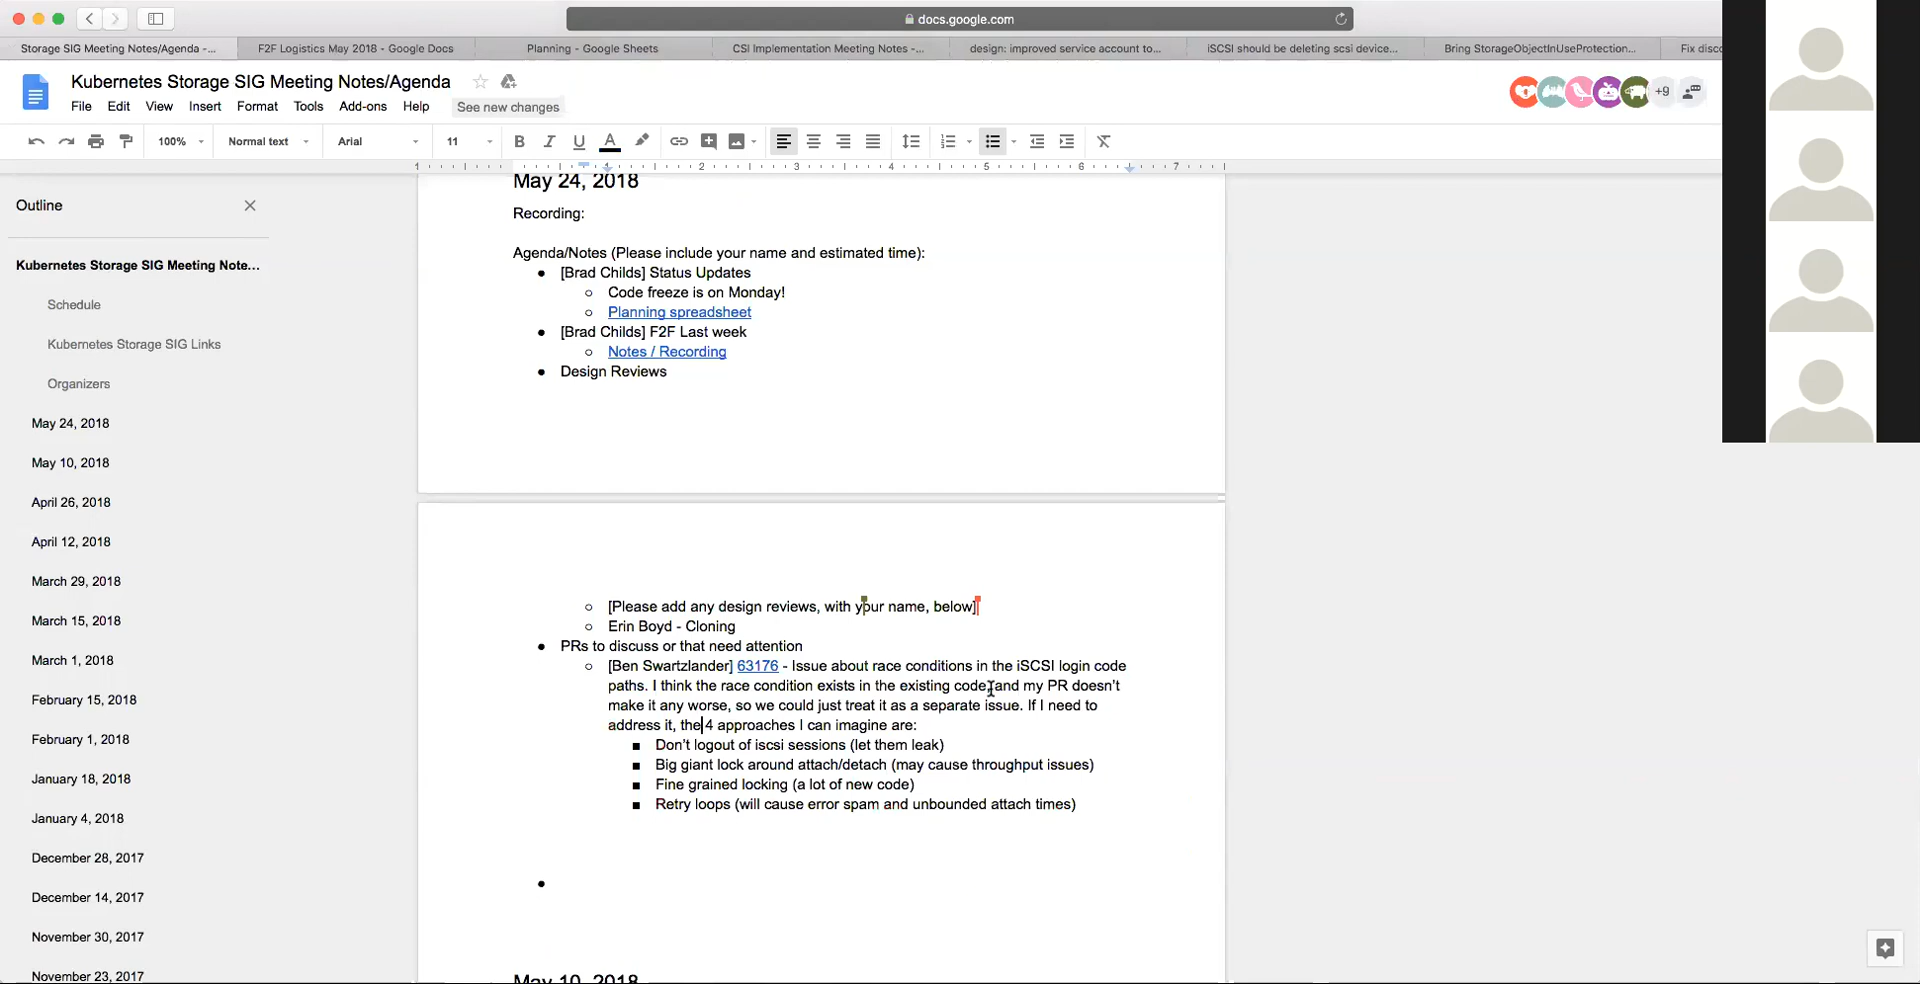 docs.google.com
Storage SIG Meeting Notes/Agenda -...
F2F Logistics May 2018 - Google Docs
Planning - Google Sheets
CSI Implementation Meeting Notes -...
design: improved service account to...
iSCSI should be deleting scsi device...
Bring StorageObjectInUseProtection...
Fix disco
Kubernetes Storage SIG Meeting Notes/Agenda
File Edit View Insert Format Tools Add-ons Help See new changes
+9
100% Normal text Arial 11
1 1 2 3 4 5 6 7
Outline
Kubernetes Storage SIG Meeting Note...
Schedule
Kubernetes Storage SIG Links
Organizers
May 24, 2018
May 10, 2018
April 26, 2018
April 12, 2018
March 29, 2018
March 15, 2018
March 1, 2018
February 15, 2018
February 1, 2018
January 18, 2018
January 4, 2018
December 28, 2017
December 14, 2017
November 30, 2017
November 23, 2017
May 24, 2018
Recording:
Agenda/Notes (Please include your name and estimated time):
[Brad Childs] Status Updates
Code freeze is on Monday!
Planning spreadsheet
[Brad Childs] F2F Last week
Notes / Recording
Design Reviews
[Please add any design reviews, with your name, below]
Erin Boyd - Cloning
PRs to discuss or that need attention
[Ben Swartzlander] 63176 - Issue about race conditions in the iSCSI login code
paths. I think the race condition exists in the existing code, and my PR doesn't
make it any worse, so we could just treat it as a separate issue. If I need to
address it, the 4 approaches I can imagine are:
Don't logout of iscsi sessions (let them leak)
Big giant lock around attach/detach (may cause throughput issues)
Fine grained locking (a lot of new code)
Retry loops (will cause error spam and unbounded attach times)
May 10, 2018